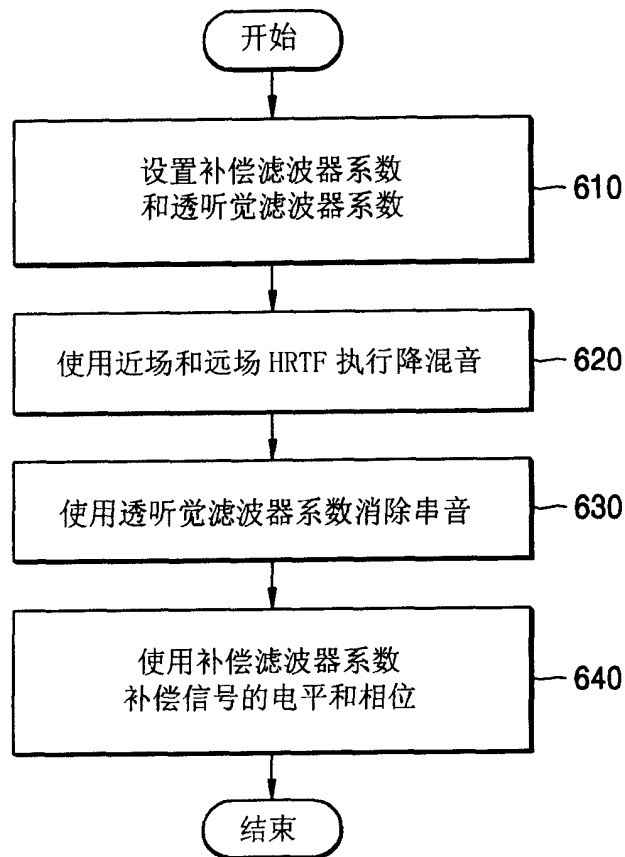 开始
设置补偿滤波器系数
和透听觉滤波器系数
610
使用近场和远场 HRTF 执行降混音
620
使用透听觉滤波器系数消除串音
630
使用补偿滤波器系数
补偿信号的电平和相位
640
结束